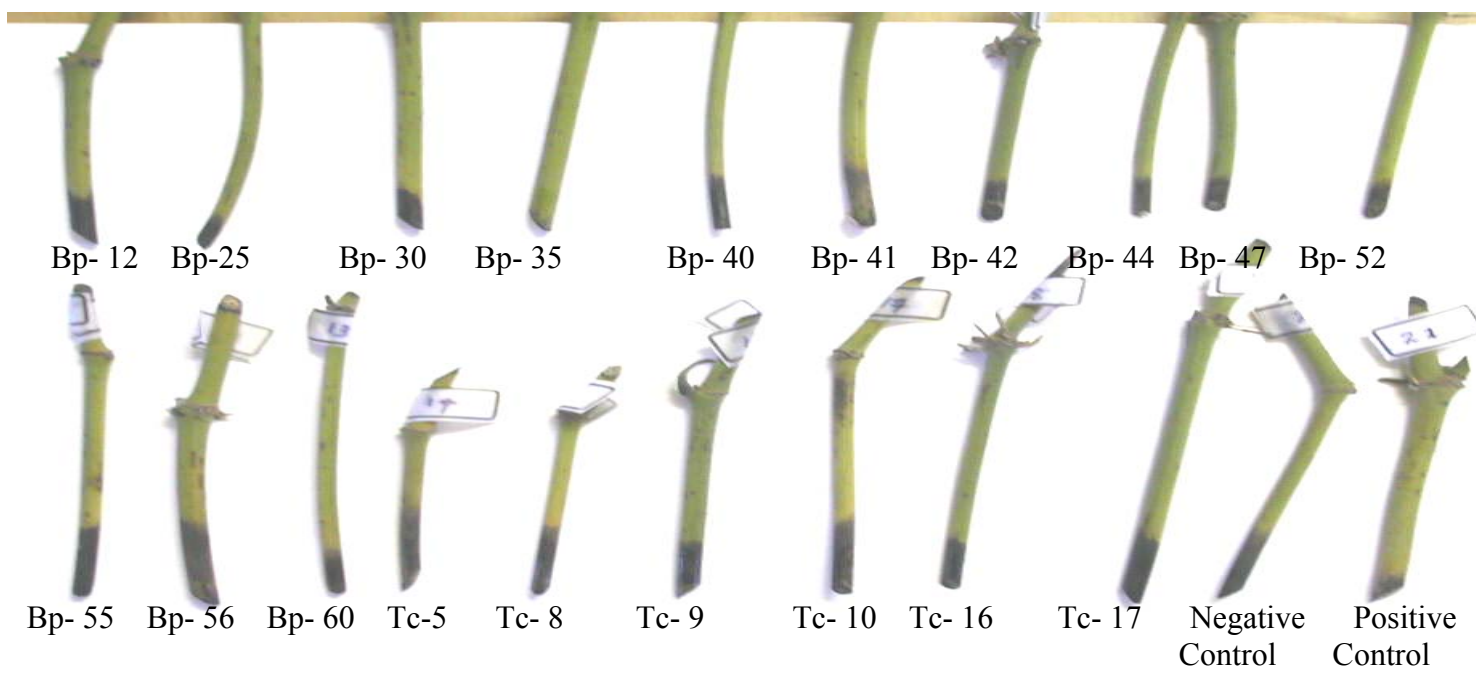 Bp- 12 Bp-25 Bp- 30 Bp- 35 Bp- 40 Bp- 41 Bp- 42 Bp- 44 Bp- 47 Bp- 52
13
21
Bp- 55 Bp- 56 Bp- 60 Tc-5 Tc- 8 Tc- 9 Tc- 10 Tc- 16 Tc- 17 Negative Positive
Control Control